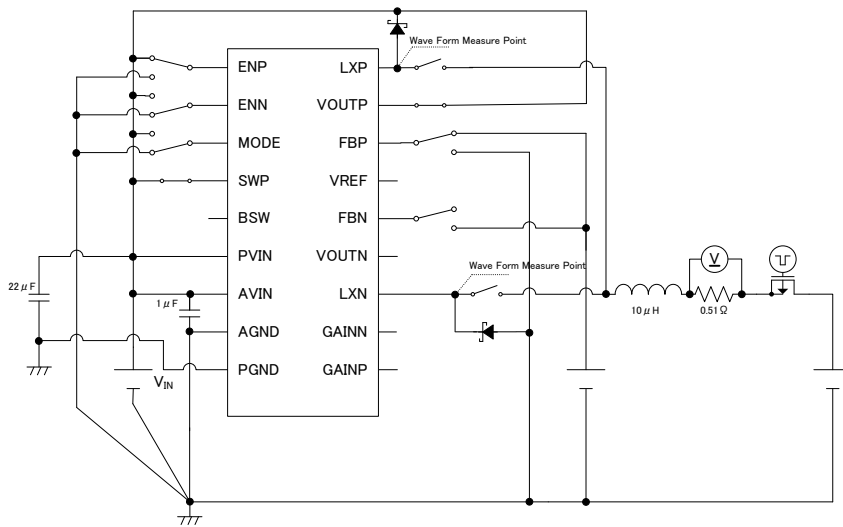 Wave Form Measure Point
ENP
LXP
ENN
VOUTP
MODE
FBP
SWP
VREF
BSW
FBN
PVIN
VOUTN
Wave Form Measure Point
V
22μF
1μF
AVIN
LXN
10μH
0.51Ω
AGND
GAINN
VIN
PGND
GAINP